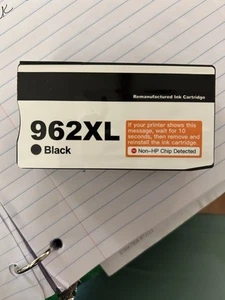 Remanufactured Ink Cartridge
962XL
Black
If your printer shows this
message, wait for 10
seconds, then remove and
reinstall the ink cartridge.
Non-HP Chip Detected